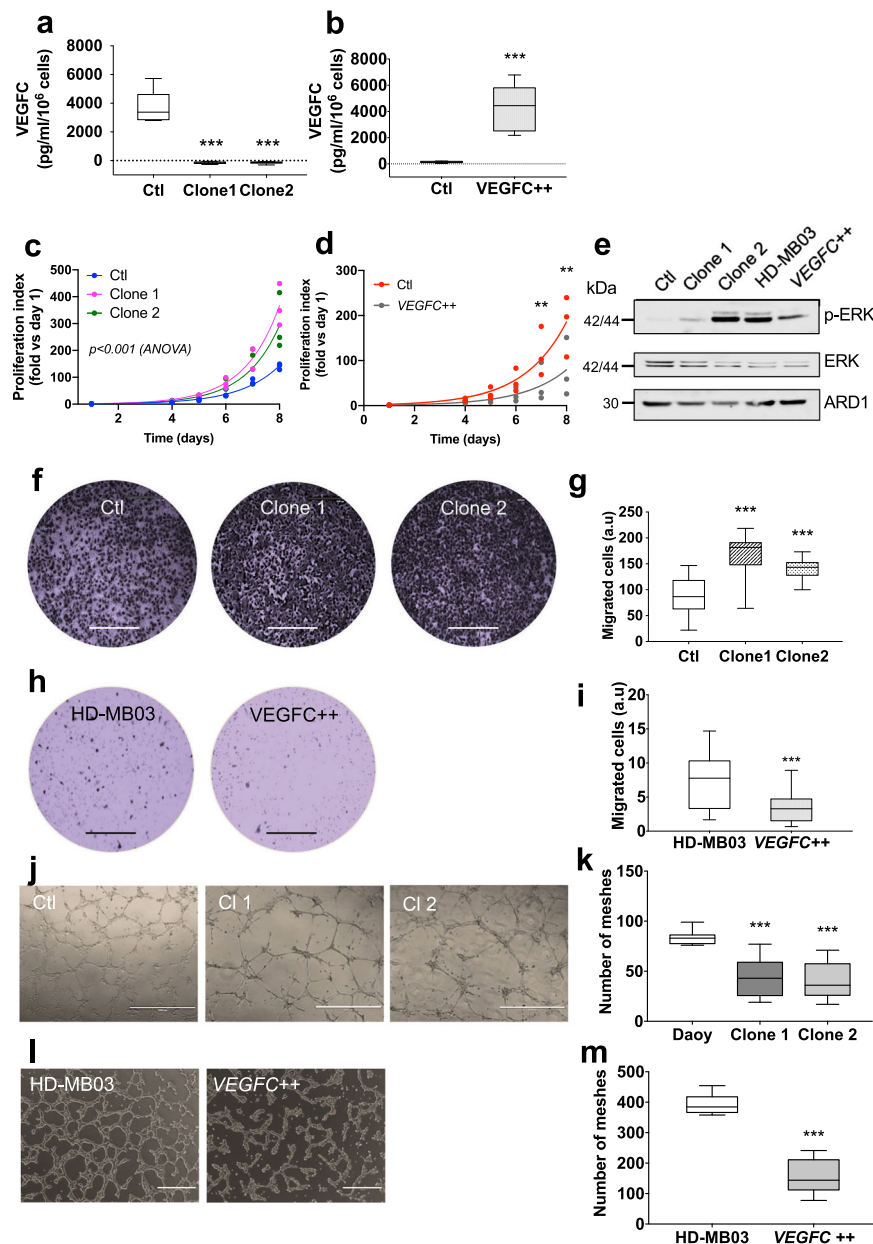 a
VEGFC
(pg/ml/10⁶ cells)
8000
6000
4000
2000
0
*** ***
Ctl Clone1 Clone2
b
VEGFC
(pg/ml/10⁶ cells)
8000
6000
4000
2000
0
***
Ctl VEGFC++
c
Proliferation index
(fold vs day 1)
500
400
300
200
100
0
Ctl
Clone 1
Clone 2
p<0.001 (ANOVA)
2 4 6 8
Time (days)
d
Proliferation index
(fold vs day 1)
300
200
100
0
Ctl
VEGFC++
**
**
2 4 6 8
Time (days)
e
kDa
Ctl
Clone 1
Clone 2
HD-MB03
VEGFC++
42/44 p-ERK
42/44 ERK
30 ARD1
f
Ctl
Clone 1
Clone 2
g
Migrated cells (a.u)
250
200
150
100
50
0
***
***
Ctl Clone1 Clone2
h
HD-MB03
VEGFC++
i
Migrated cells (a.u)
20
15
10
5
0
***
HD-MB03 VEGFC++
j
Ctl
Cl 1
Cl 2
k
Number of meshes
150
100
50
0
*** ***
Daoy Clone 1 Clone 2
l
HD-MB03
VEGFC++
m
Number of meshes
500
400
300
200
100
0
***
HD-MB03 VEGFC ++